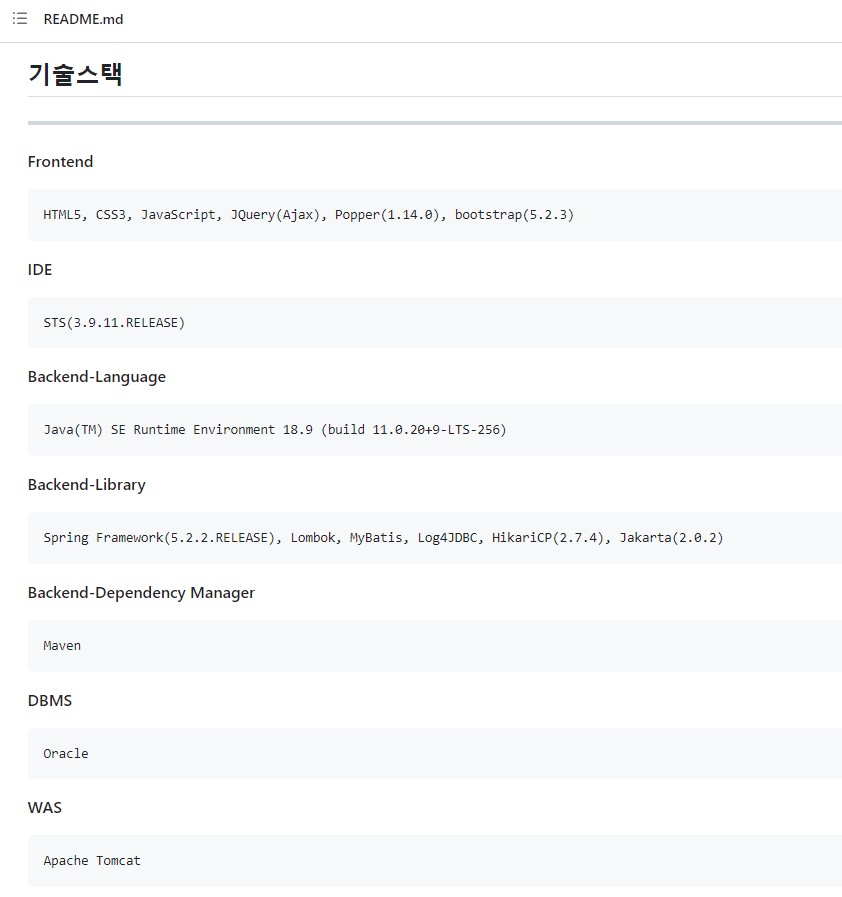 README.md
기술스택
Frontend
HTML5, CSS3, JavaScript, JQuery(Ajax), Popper(1.14.0), bootstrap(5.2.3)
IDE
STS(3.9.11.RELEASE)
Backend-Language
Java(TM) SE Runtime Environment 18.9 (build 11.0.20+9-LTS-256)
Backend-Library
Spring Framework(5.2.2.RELEASE), Lombok, MyBatis, Log4JDBC, HikariCP(2.7.4), Jakarta(2.0.2)
Backend-Dependency Manager
Maven
DBMS
Oracle
WAS
Apache Tomcat